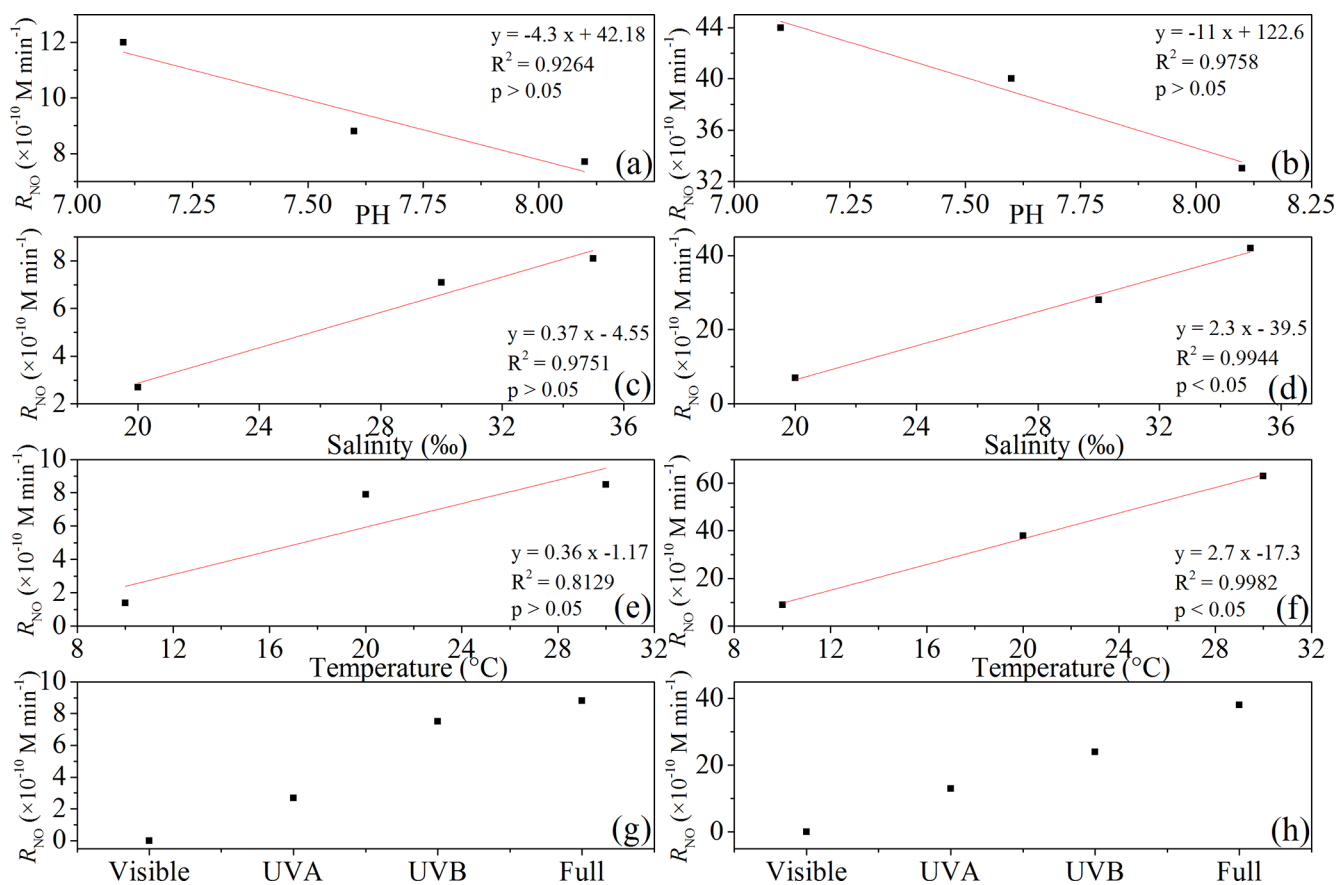 12
10
8
R_NO (×10^-10 M min^-1)
y = -4.3 x + 42.18
R^2 = 0.9264
p > 0.05
(a)
7.00 7.25 7.50 7.75 8.00
PH
44
40
36
32
R_NO (×10^-10 M min^-1)
y = -11 x + 122.6
R^2 = 0.9758
p > 0.05
(b)
7.00 7.25 7.50 7.75 8.00 8.25
PH
8
6
4
2
R_NO (×10^-10 M min^-1)
y = 0.37 x - 4.55
R^2 = 0.9751
p > 0.05
(c)
20 24 28 32 36
Salinity (‰)
40
20
0
R_NO (×10^-10 M min^-1)
y = 2.3 x - 39.5
R^2 = 0.9944
p < 0.05
(d)
20 24 28 32 36
Salinity (‰)
10
8
6
4
2
0
R_NO (×10^-10 M min^-1)
y = 0.36 x -1.17
R^2 = 0.8129
p > 0.05
(e)
8 12 16 20 24 28 32
Temperature (°C)
60
40
20
0
R_NO (×10^-10 M min^-1)
y = 2.7 x -17.3
R^2 = 0.9982
p < 0.05
(f)
8 12 16 20 24 28 32
Temperature (°C)
10
8
6
4
2
0
R_NO (×10^-10 M min^-1)
(g)
Visible UVA UVB Full
40
20
0
R_NO (×10^-10 M min^-1)
(h)
Visible UVA UVB Full